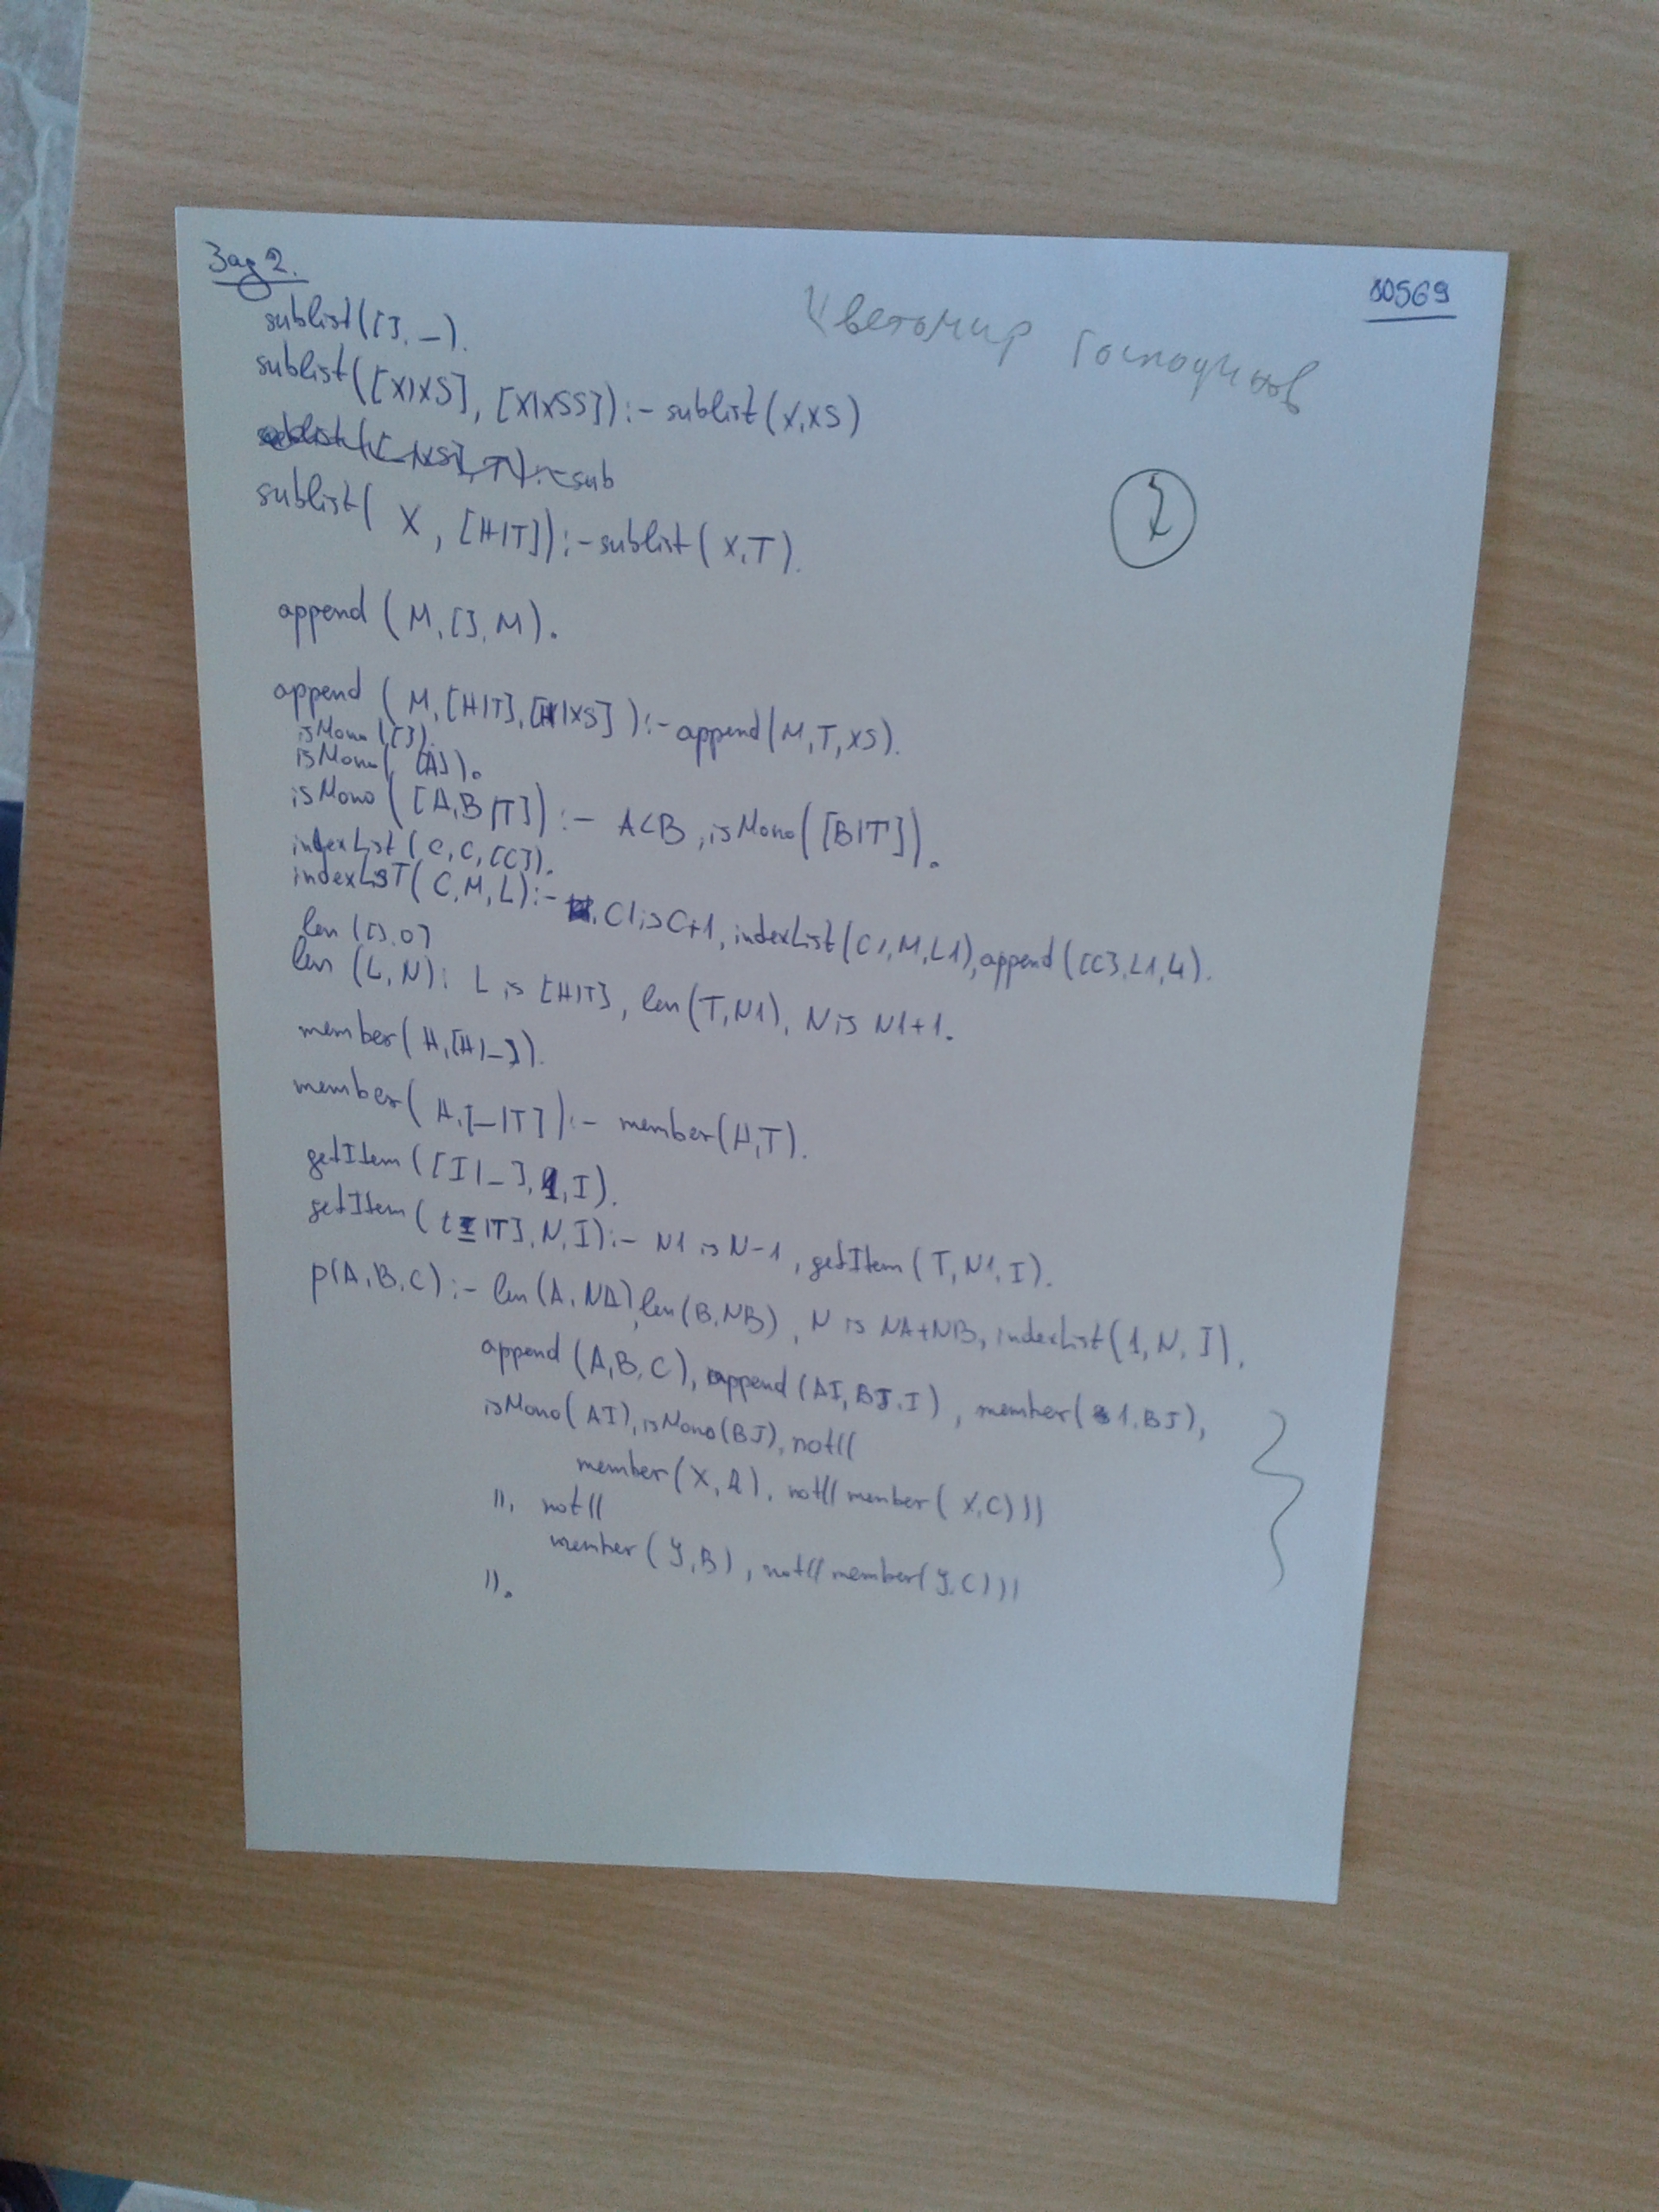 Зад 2.
80569
Цветомир Господинов
sublist([], _).
sublist([X|XS], [X|XSS]):- sublist(X,XS)
sublist( X, [H|T]):- sublist( X,T).
append (M,[],M).
append (M,[H|T],[H|XS] ):- append(M,T,XS).
isMono([]).
isMono( [A]).
isMono([A,B|T]):- A<B, isMono([B|T]).
indexList(C,C,[C]).
indexLisT(C,M,L):- C1 is C+1, indexList(C1,M,L1), append([C],L1,L).
len ([],0)
len (L,N): L is [H|T], len(T,N1), N is N1+1.
member(H,[H|_]).
member( H,[_|T]):- member(H,T).
getItem([I|_],1,I).
getItem([_|T],N,I):- N1 is N-1, getItem(T,N1,I).
p(A,B,C):- len(A,NA), len(B,NB), N is NA+NB, indexList(1,N,I),
append(A,B,C), append(AI,BJ,I), member(1,BJ),
isMono(AI), isMono(BJ), not((
member(X,A), not((member(X,C)))
)), not((
member(Y,B), not((member(Y,C)))
)).